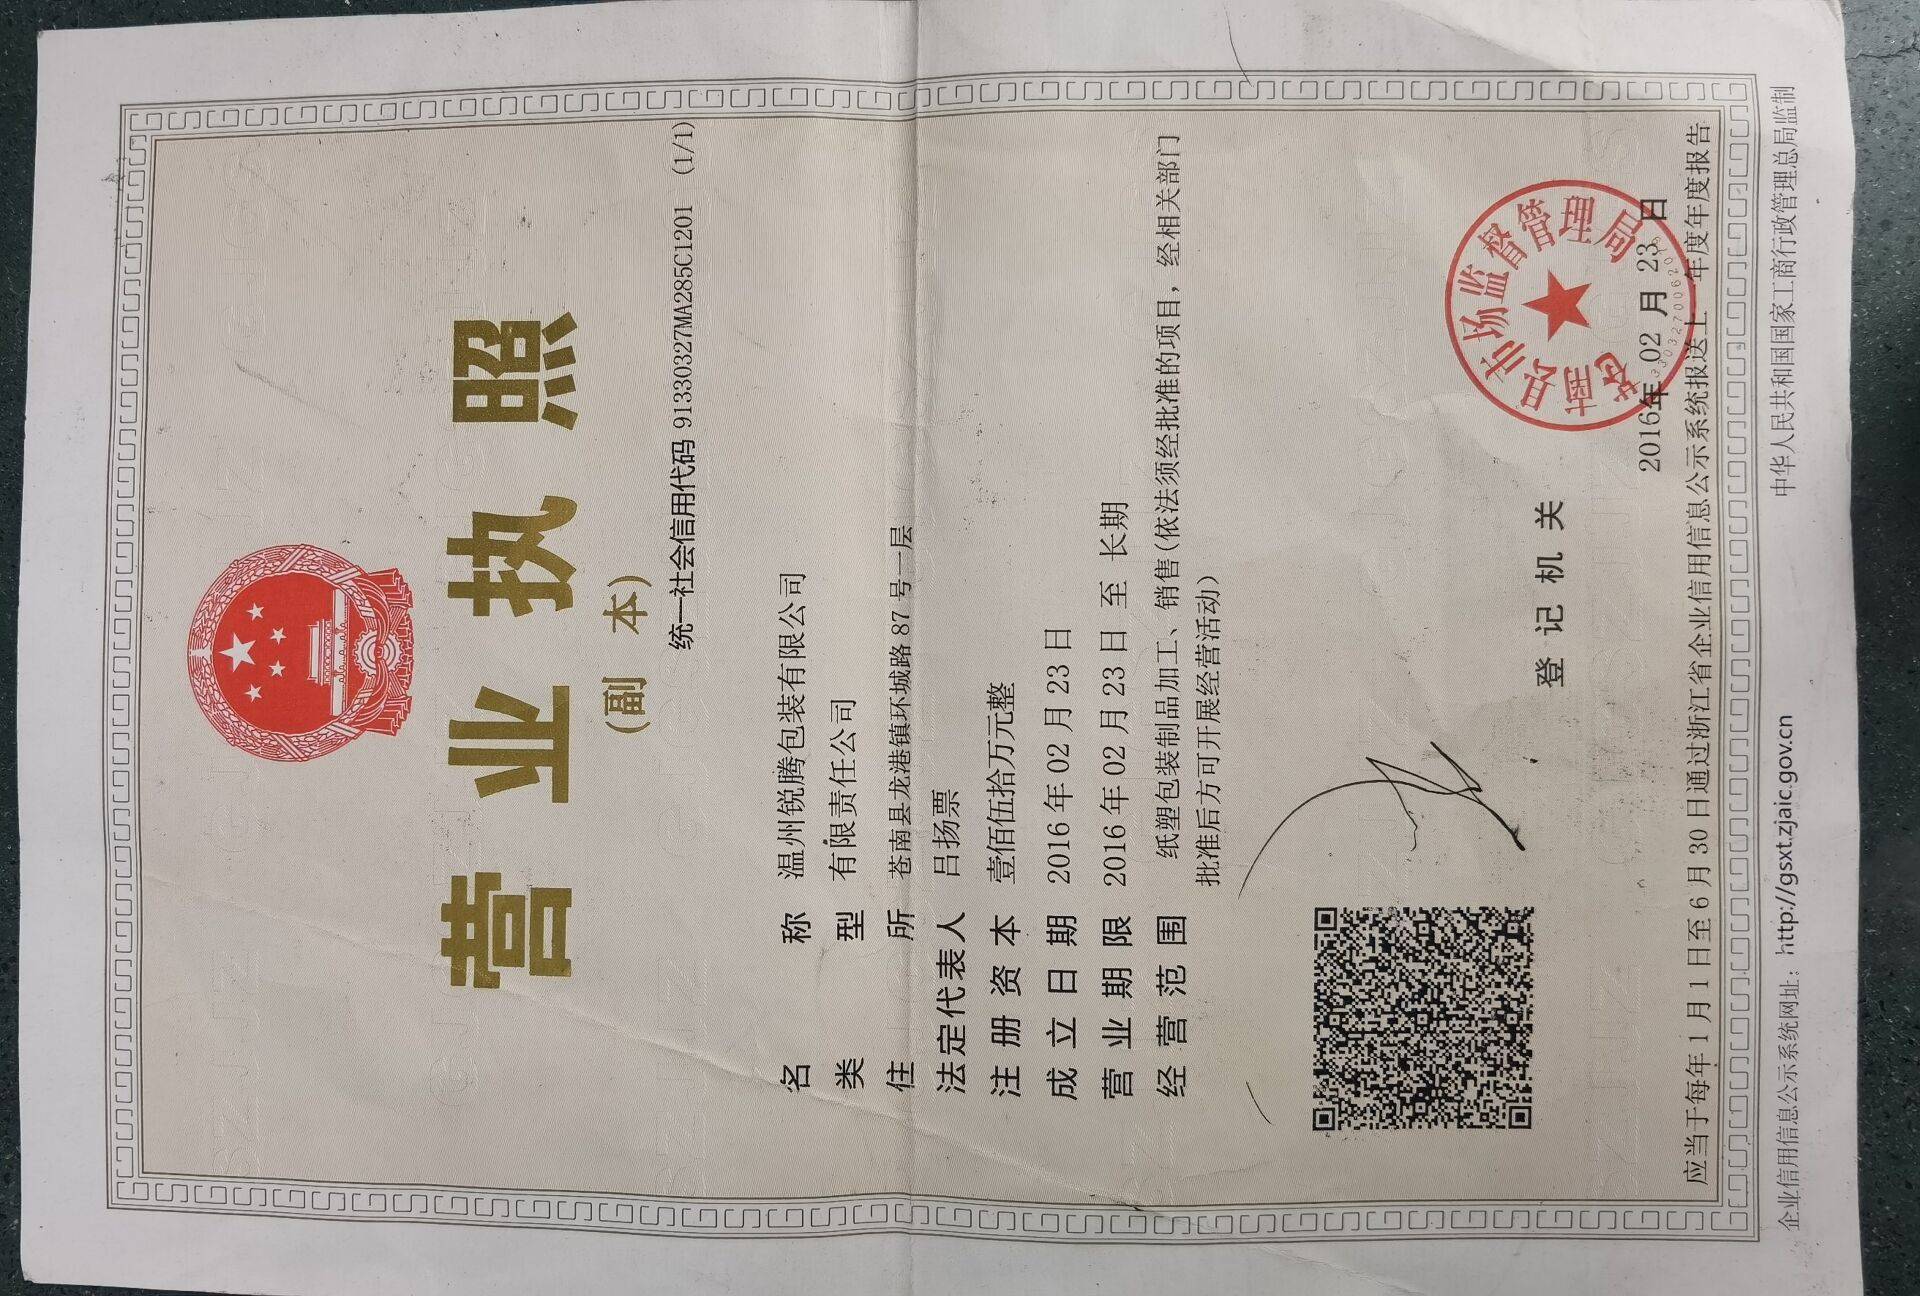 营业执照
(副 本)
统一社会信用代码 91330327MA285C1201 (1/1)
名 称 温州锐腾包装有限公司
类 型 有限责任公司
住 所 苍南县龙港镇环城路87号一层
法定代表人 吕扬票
注册资本 壹佰伍拾万元整
成立日期 2016年02月23日
营业期限 2016年02月23日至 长期
经营范围 纸塑包装制品加工、销售(依法须经批准的项目，经相关部门
批准后方可开展经营活动)
登记机关
苍南县市场监督管理局
2016年 02 月 23 日
应当于每年1月1日至6月30日通过浙江省企业信用信息公示系统报送上一年度年度报告
企业信用信息公示系统网址：http://gsxt.zjaic.gov.cn
中华人民共和国国家工商行政管理总局监制